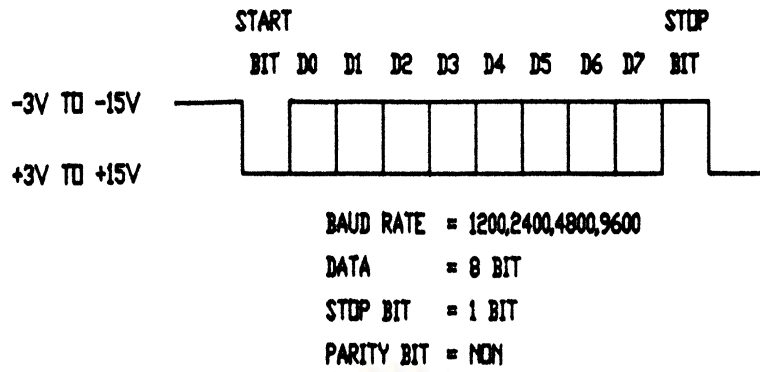 START STOP
BIT D0 D1 D2 D3 D4 D5 D6 D7 BIT
-3V TO -15V
+3V TO +15V
BAUD RATE = 1200,2400,4800,9600
DATA = 8 BIT
STOP BIT = 1 BIT
PARITY BIT = NON